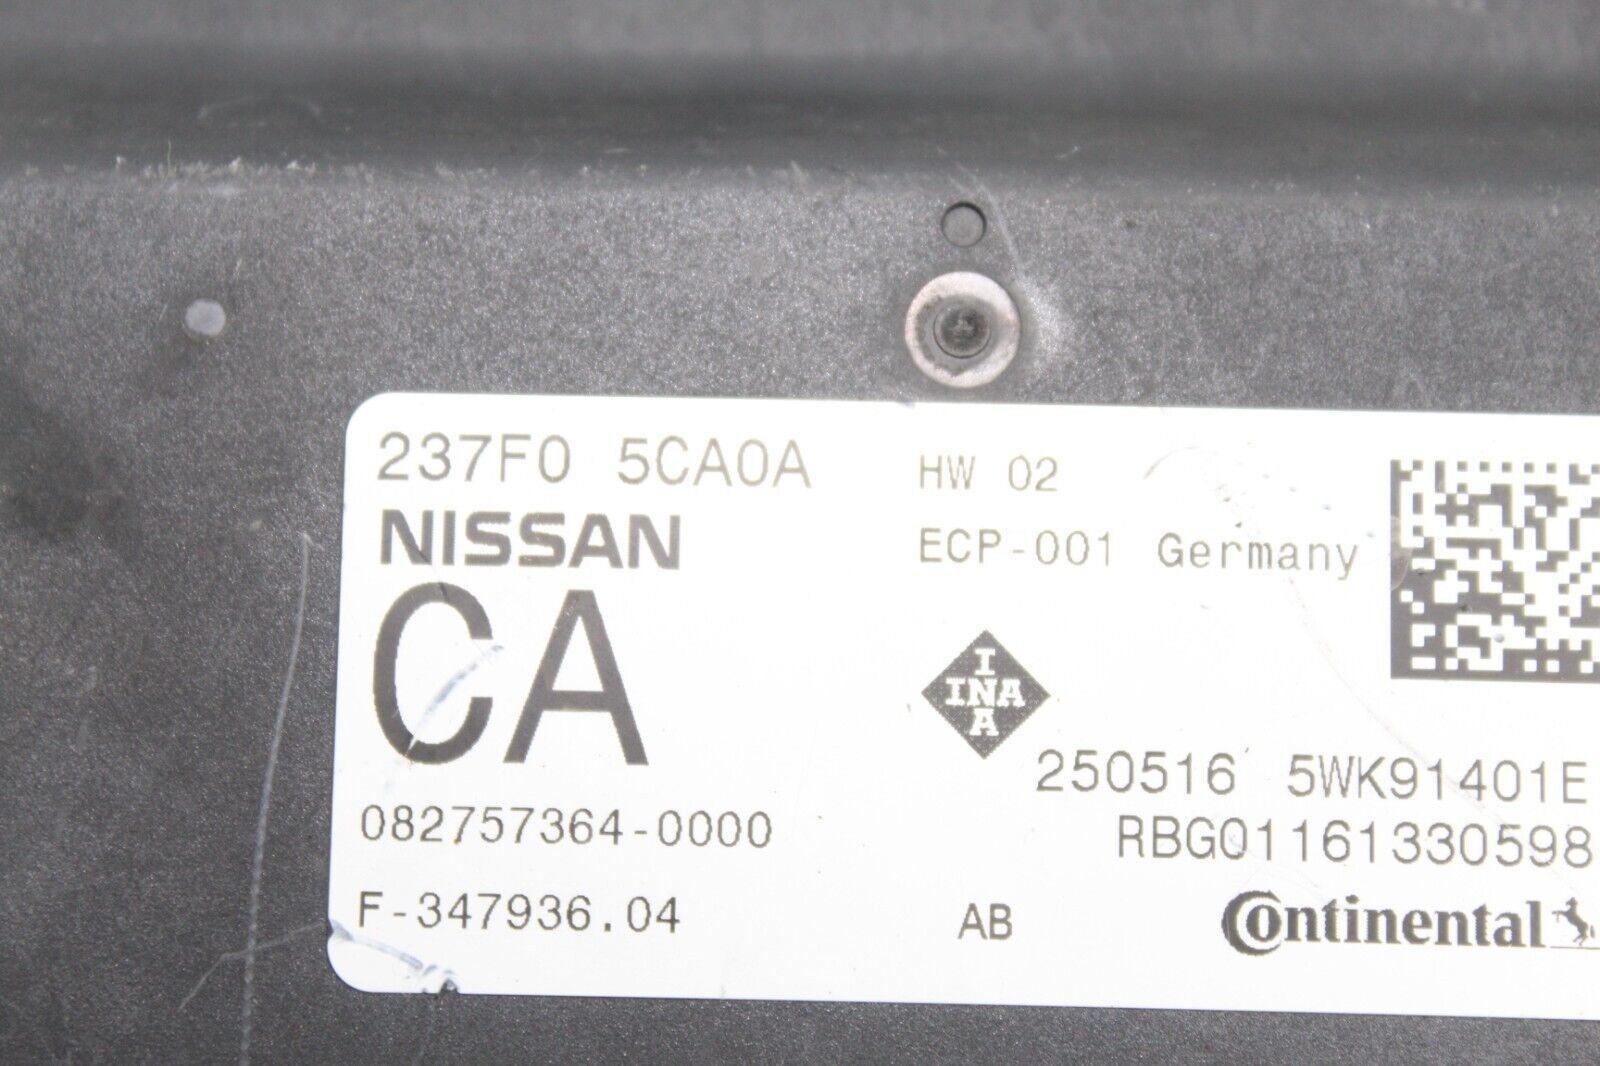 237F0 5CA0A
NISSAN
CA
082757364-0000
F-347936.04
HW 02
ECP-001 Germany
I
INA
A
250516 5WK91401E
RBG01161330598
AB
Continental